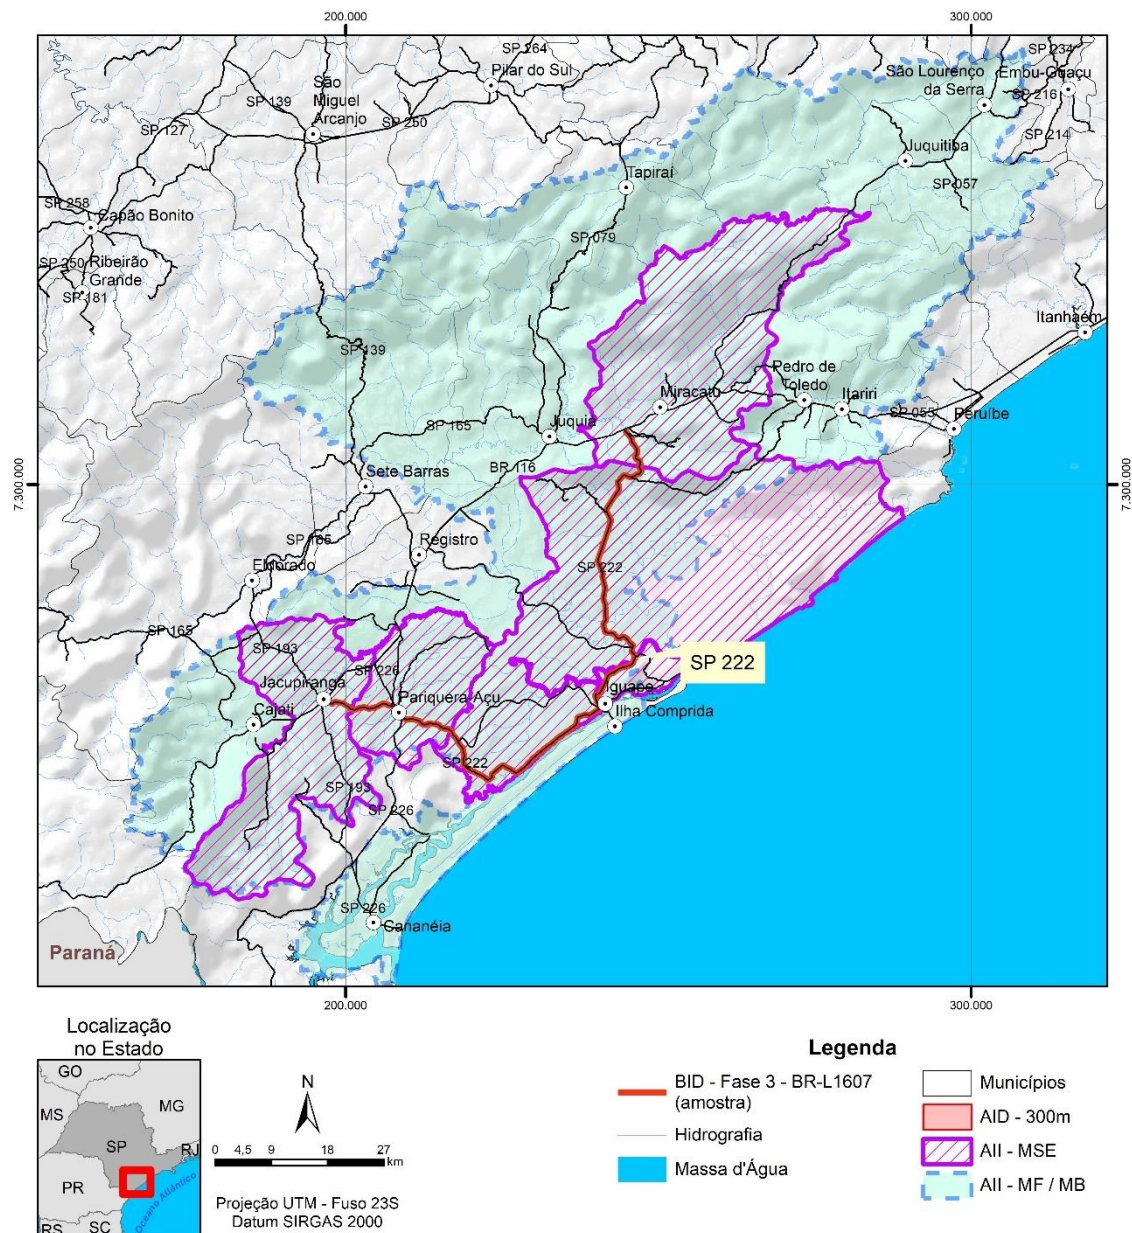 200.000
300.000
SP 264
Pilar do Sul
São
Miguel
Arcanjo
SP 139
SP 127
SP 250
SP 234
São Lourenço
da Serra
Embu-Guaçu
SP 216
SP 214
Juquitiba
SP 057
Tapiraí
SP 258
Capão Bonito
SP 250
Ribeirão
Grande
SP 181
SP 079
Itanhaém
SP 139
Pedro de
Toledo
Miracatu
Itariri
SP 055
Peruíbe
SP 165
Juquiá
BR 116
Sete Barras
7.300.000
7.300.000
Registro
SP 165
Eldorado
SP 222
SP 165
SP 193
SP 226
SP 222
Jacupiranga
Pariquera Açu
Iguape
Ilha Comprida
Cajati
SP 222
SP 193
SP 226
SP 226
Cananéia
Paraná
200.000
300.000
Localização
no Estado
GO
MS
MG
SP
RJ
PR
SC
RS
Oceano Atlântico
N
0 4,5 9 18 27
km
Projeção UTM - Fuso 23S
Datum SIRGAS 2000
Legenda
BID - Fase 3 - BR-L1607
(amostra)
Hidrografia
Massa d'Água
Municípios
AID - 300m
AII - MSE
AII - MF / MB